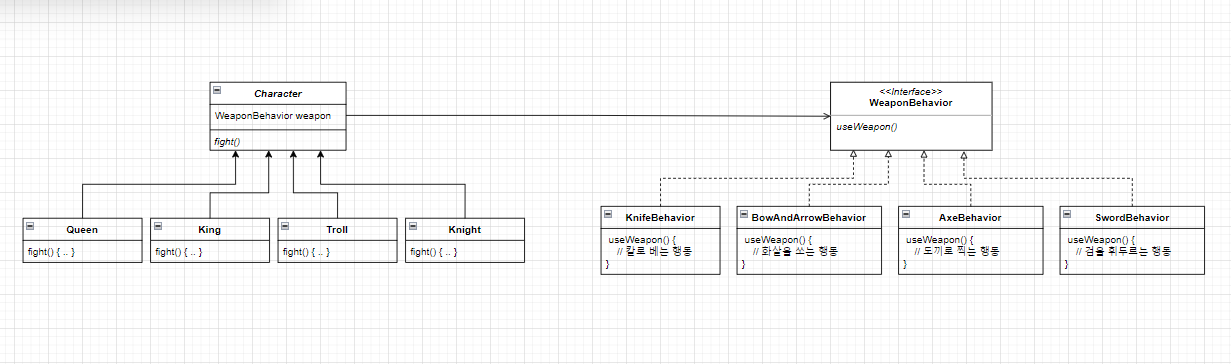 Character
WeaponBehavior weapon
fight()
<<Interface>>
WeaponBehavior
useWeapon()
Queen
fight() { .. }
King
fight() { .. }
Troll
fight() { .. }
Knight
fight() { .. }
KnifeBehavior
useWeapon() {
// 칼로 베는 행동
}
BowAndArrowBehavior
useWeapon() {
// 화살을 쏘는 행동
}
AxeBehavior
useWeapon() {
// 도끼로 찍는 행동
}
SwordBehavior
useWeapon() {
// 검을 휘두르는 행동
}